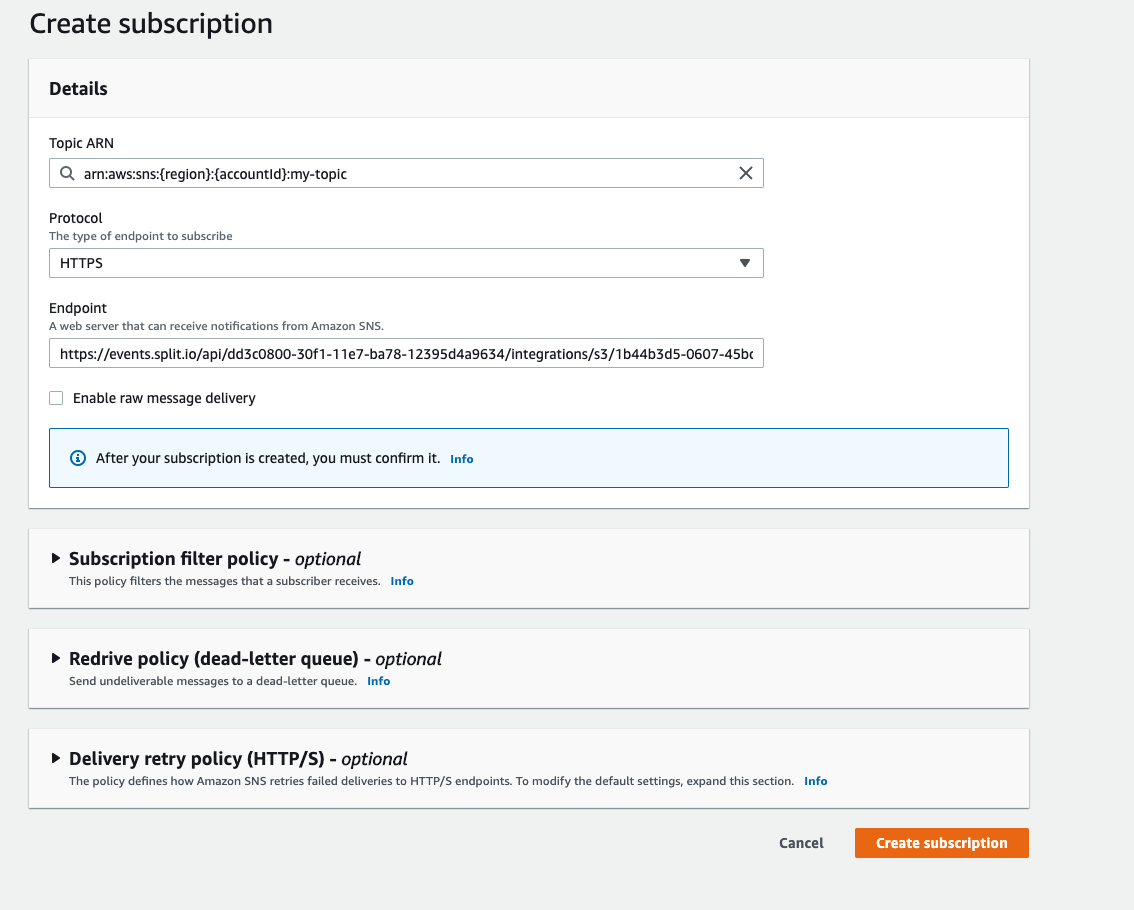 Create subscription
Details
Topic ARN
arn:aws:sns:{region}:{accountId}:my-topic
Protocol
The type of endpoint to subscribe
HTTPS
Endpoint
A web server that can receive notifications from Amazon SNS.
https://events.split.io/api/dd3c0800-30f1-11e7-ba78-12395d4a9634/integrations/s3/1b44b3d5-0607-45bc
Enable raw message delivery
After your subscription is created, you must confirm it. Info
Subscription filter policy - optional
This policy filters the messages that a subscriber receives. Info
Redrive policy (dead-letter queue) - optional
Send undeliverable messages to a dead-letter queue. Info
Delivery retry policy (HTTP/S) - optional
The policy defines how Amazon SNS retries failed deliveries to HTTP/S endpoints. To modify the default settings, expand this section. Info
Cancel Create subscription